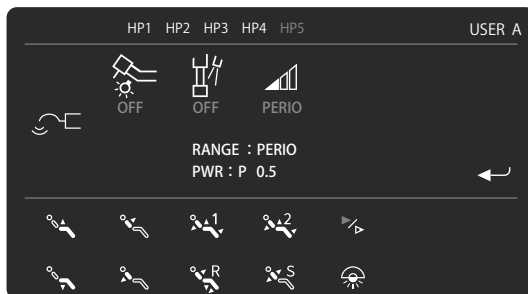 HP1 HP2 HP3 HP4 HP5 USER A
OFF OFF PERIO
RANGE : PERIO
PWR : P 0.5
1 2
R S